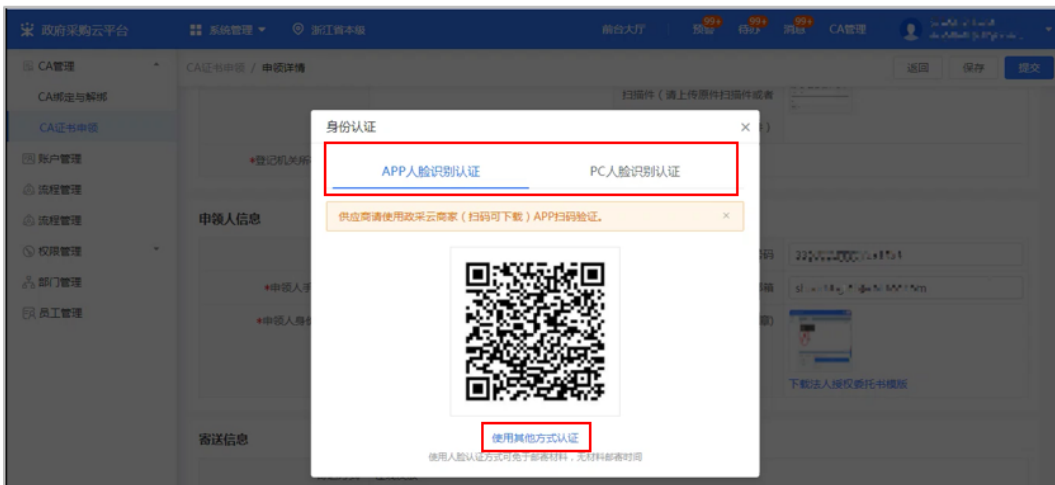 政府采购云平台
系统管理
浙江省本级
前台大厅
预警 99+
待办 99+
消息 99+
CA管理
CA管理
CA证书申领 / 申领详情
返回
保存
提交
CA绑定与解绑
CA证书申领
账户管理
流程管理
流程管理
权限管理
部门管理
员工管理
扫描件（请上传原件扫描件或者
*登记机关所
身份认证
APP人脸识别认证
PC人脸识别认证
供应商请使用政采云商家（扫码可下载）APP扫码验证。
使用其他方式认证
使用人脸认证方式可免于邮寄材料，无材料邮寄时间
申领人信息
*申领人手
*申领人身
下载法人授权委托书模版
寄送信息